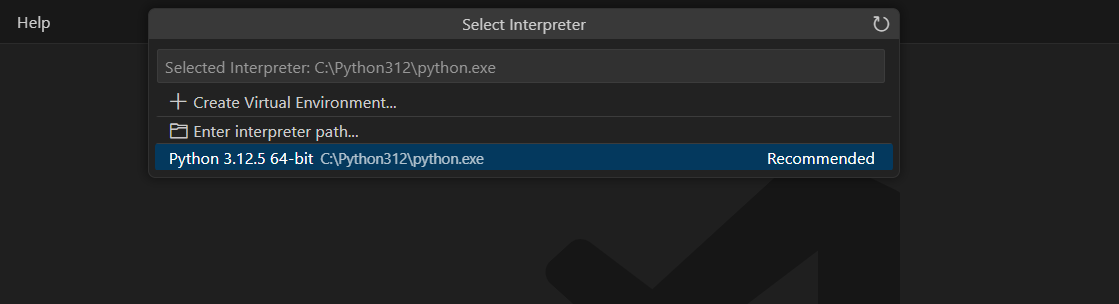 Help
Select Interpreter
Selected Interpreter: C:\Python312\python.exe
Create Virtual Environment...
Enter interpreter path...
Python 3.12.5 64-bit C:\Python312\python.exe Recommended